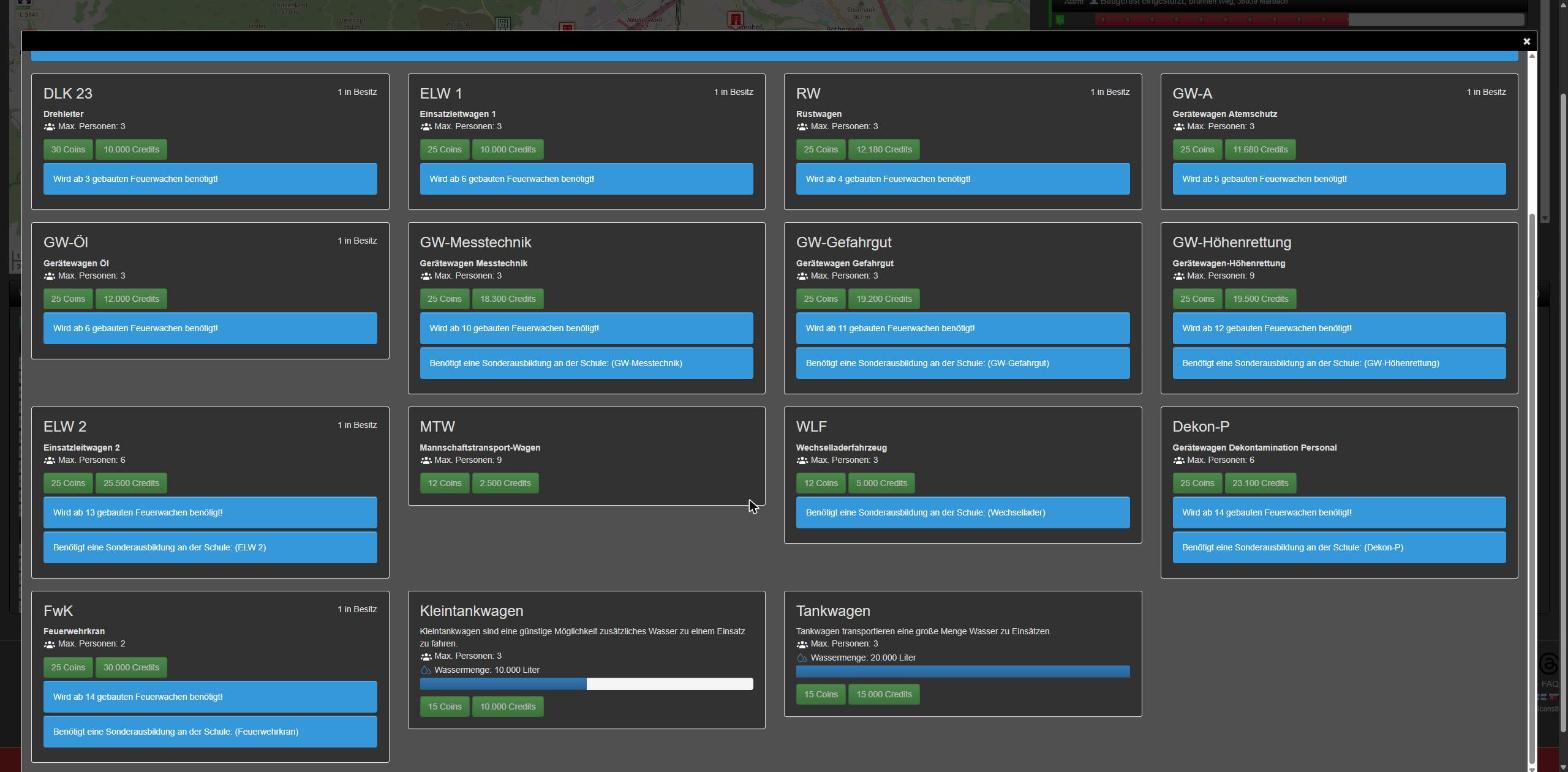 L 3141
Baugerüst eingestürzt, Brunnen Weg, 36039 Marbach
×
DLK 23
1 in Besitz
Drehleiter
Max. Personen: 3
30 Coins
10.000 Credits
Wird ab 3 gebauten Feuerwachen benötigt!
ELW 1
1 in Besitz
Einsatzleitwagen 1
Max. Personen: 3
25 Coins
10.000 Credits
Wird ab 6 gebauten Feuerwachen benötigt!
RW
1 in Besitz
Rüstwagen
Max. Personen: 3
25 Coins
12.180 Credits
Wird ab 4 gebauten Feuerwachen benötigt!
GW-A
1 in Besitz
Gerätewagen Atemschutz
Max. Personen: 3
25 Coins
11.680 Credits
Wird ab 5 gebauten Feuerwachen benötigt!
GW-Öl
1 in Besitz
Gerätewagen Öl
Max. Personen: 3
25 Coins
12.000 Credits
Wird ab 6 gebauten Feuerwachen benötigt!
GW-Messtechnik
Gerätewagen Messtechnik
Max. Personen: 3
25 Coins
18.300 Credits
Wird ab 10 gebauten Feuerwachen benötigt!
Benötigt eine Sonderausbildung an der Schule: (GW-Messtechnik)
GW-Gefahrgut
Gerätewagen Gefahrgut
Max. Personen: 3
25 Coins
19.200 Credits
Wird ab 11 gebauten Feuerwachen benötigt!
Benötigt eine Sonderausbildung an der Schule: (GW-Gefahrgut)
GW-Höhenrettung
Gerätewagen-Höhenrettung
Max. Personen: 9
25 Coins
19.500 Credits
Wird ab 12 gebauten Feuerwachen benötigt!
Benötigt eine Sonderausbildung an der Schule: (GW-Höhenrettung)
ELW 2
1 in Besitz
Einsatzleitwagen 2
Max. Personen: 6
25 Coins
25.500 Credits
Wird ab 13 gebauten Feuerwachen benötigt!
Benötigt eine Sonderausbildung an der Schule: (ELW 2)
MTW
Mannschaftstransport-Wagen
Max. Personen: 9
12 Coins
2.500 Credits
WLF
Wechselladerfahrzeug
Max. Personen: 3
12 Coins
5.000 Credits
Benötigt eine Sonderausbildung an der Schule: (Wechsellader)
Dekon-P
Gerätewagen Dekontamination Personal
Max. Personen: 6
25 Coins
23.100 Credits
Wird ab 14 gebauten Feuerwachen benötigt!
Benötigt eine Sonderausbildung an der Schule: (Dekon-P)
FwK
1 in Besitz
Feuerwehrkran
Max. Personen: 2
25 Coins
30.000 Credits
Wird ab 14 gebauten Feuerwachen benötigt!
Benötigt eine Sonderausbildung an der Schule: (Feuerwehrkran)
Kleintankwagen
Kleintankwagen sind eine günstige Möglichkeit zusätzliches Wasser zu einem Einsatz
zu fahren.
Max. Personen: 3
Wassermenge: 10.000 Liter
15 Coins
10.000 Credits
Tankwagen
Tankwagen transportieren eine große Menge Wasser zu Einsätzen.
Max. Personen: 3
Wassermenge: 20.000 Liter
15 Coins
15.000 Credits
FAQ